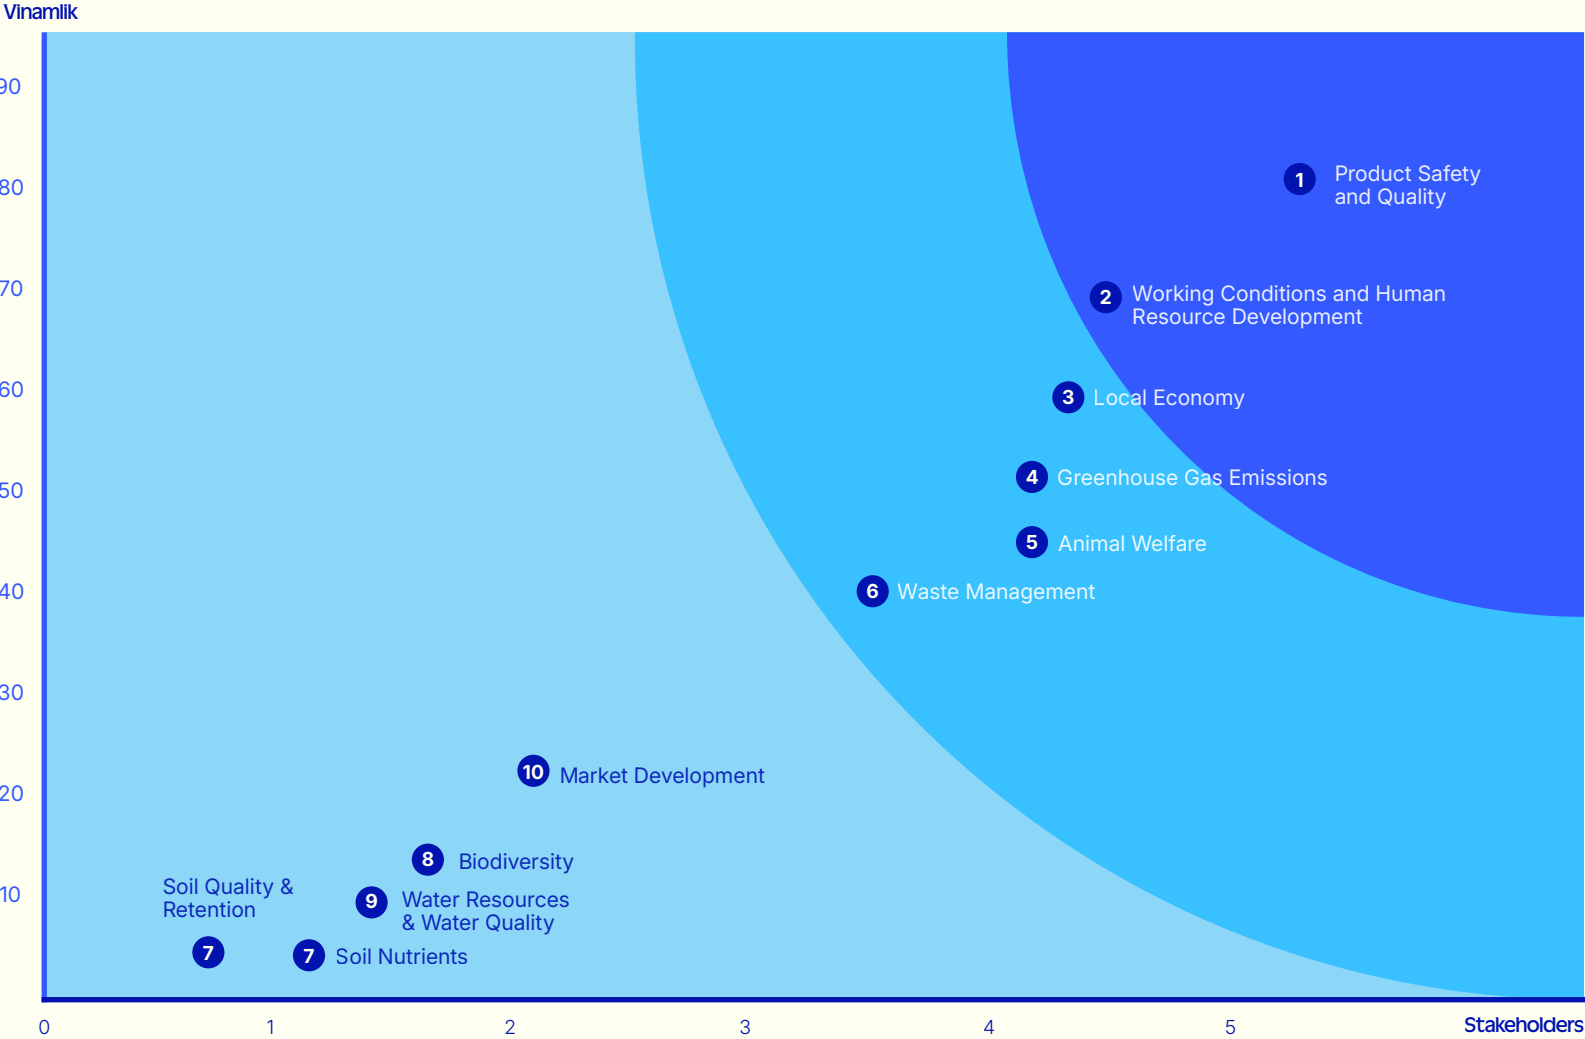 Vinamlik
90
80
1
Product Safety
and Quality
70
2
Working Conditions and Human
Resource Development
60
3
Local Economy
50
4
Greenhouse Gas Emissions
5
Animal Welfare
40
6
Waste Management
30
20
10
Market Development
8
Biodiversity
10
Soil Quality &
Retention
9
Water Resources
& Water Quality
7
7
Soil Nutrients
0
1
2
3
4
5
Stakeholders